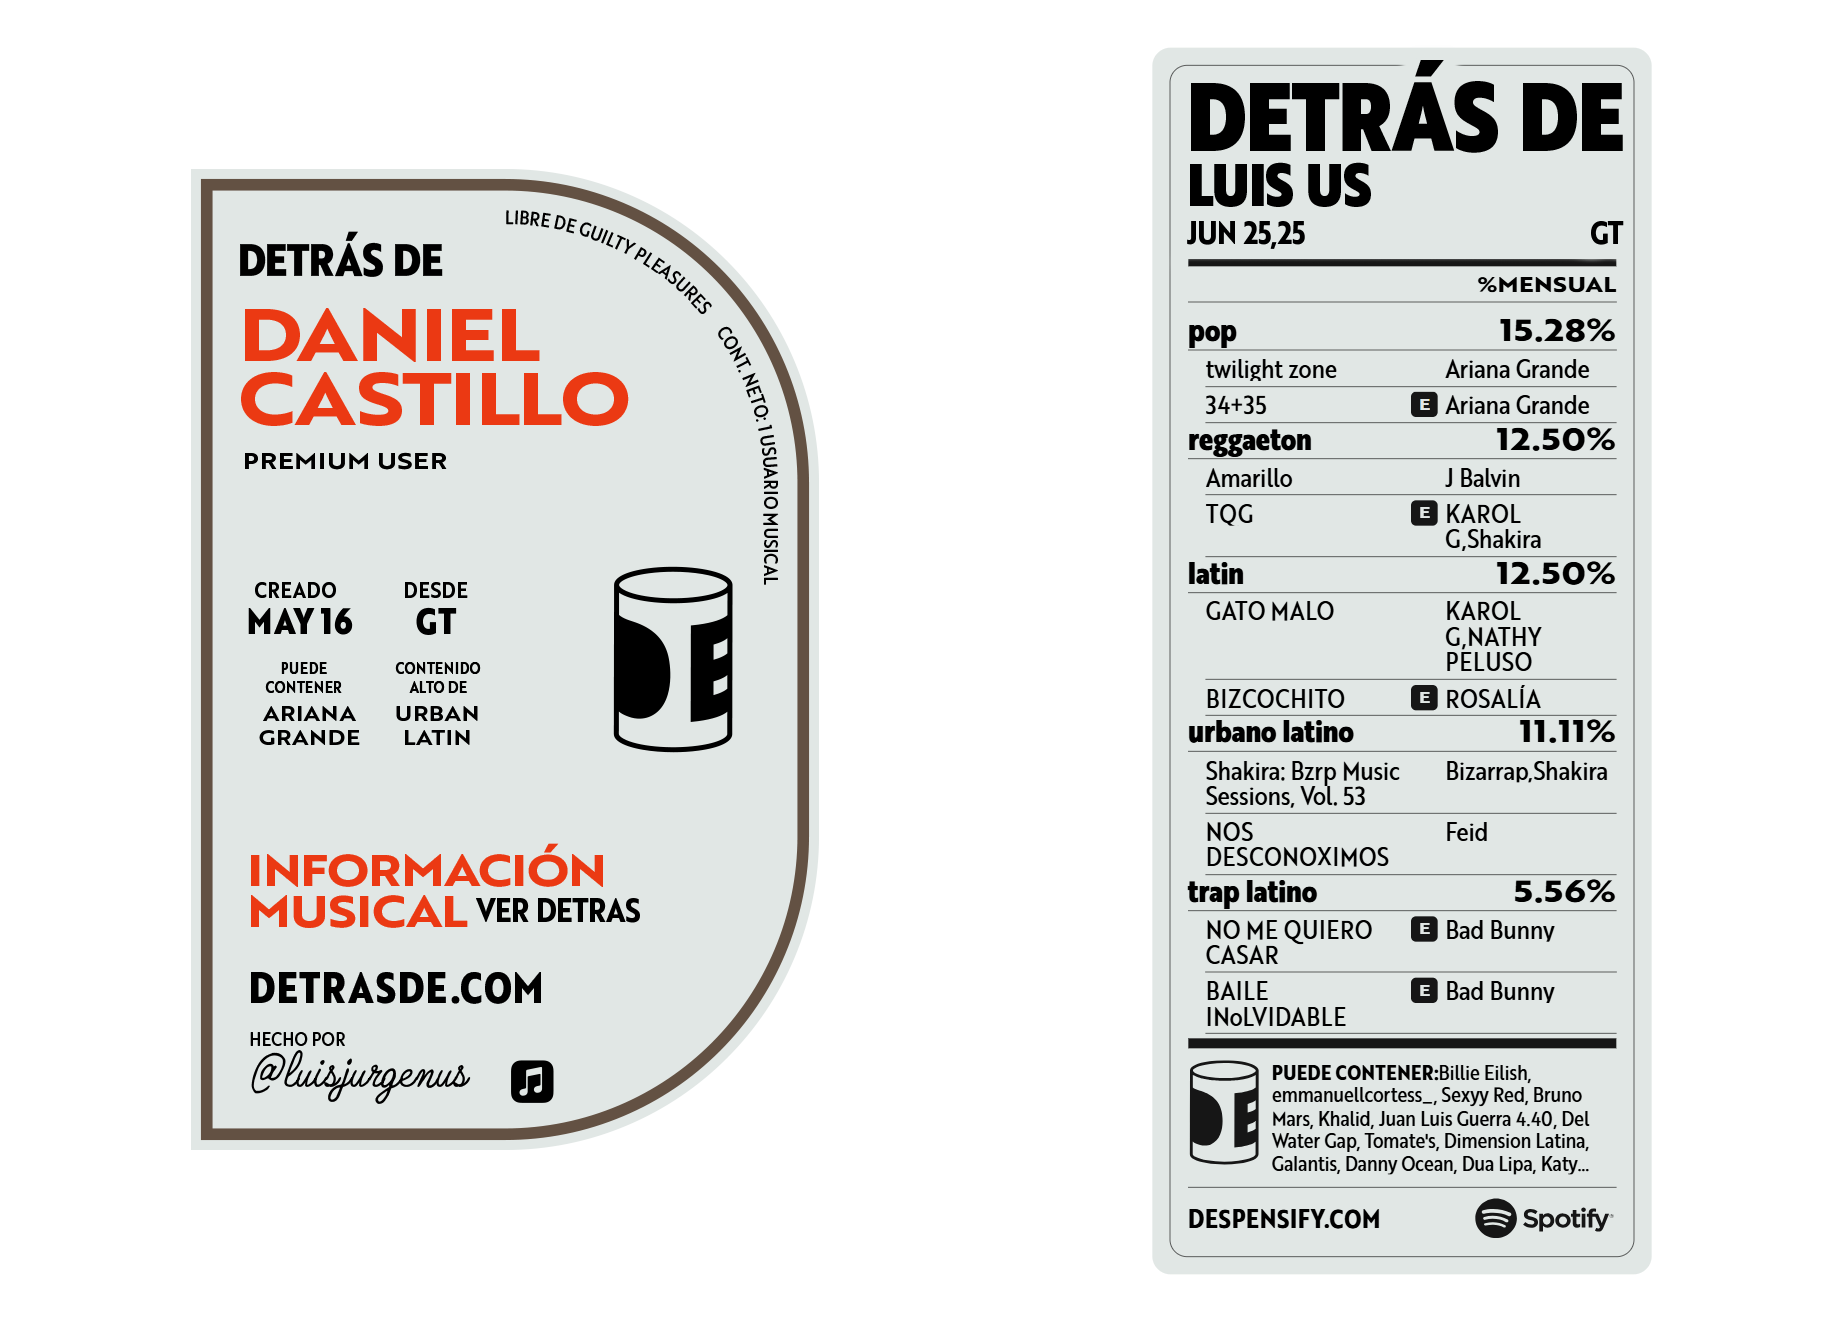 DETRÁS DE
DANIEL
CASTILLO
PREMIUM USER
LIBRE DE GUILTY PLEASURES
CONT. NETO: 1 USUARIO MUSICAL
CREADO
MAY 16
DESDE
GT
PUEDE
CONTENER
ARIANA
GRANDE
CONTENIDO
ALTO DE
URBAN
LATIN
DE
INFORMACIÓN
MUSICAL VER DETRAS
DETRASDE.COM
HECHO POR
@luisjurgenus
DETRÁS DE
LUIS US
JUN 25,25 GT
%MENSUAL
pop 15.28%
twilight zone Ariana Grande
34+35 E Ariana Grande
reggaeton 12.50%
Amarillo J Balvin
TQG E KAROL
G,Shakira
latin 12.50%
GATO MALO KAROL
G,NATHY
PELUSO
BIZCOCHITO E ROSALÍA
urbano latino 11.11%
Shakira: Bzrp Music Bizarrap,Shakira
Sessions, Vol. 53
NOS Feid
DESCONOXIMOS
trap latino 5.56%
NO ME QUIERO E Bad Bunny
CASAR
BAILE E Bad Bunny
INoLVIDABLE
DE
PUEDE CONTENER:Billie Eilish,
emmanuellcortess_, Sexyy Red, Bruno
Mars, Khalid, Juan Luis Guerra 4.40, Del
Water Gap, Tomate's, Dimension Latina,
Galantis, Danny Ocean, Dua Lipa, Katy...
DESPENSIFY.COM Spotify